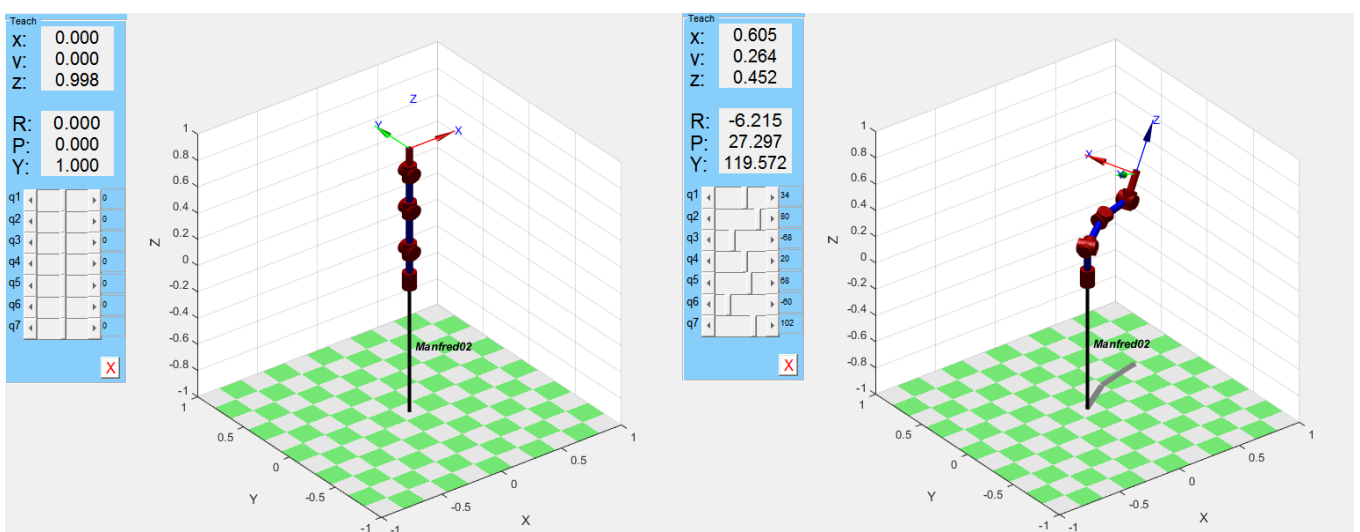 Teach
x: 0.000
y: 0.000
z: 0.998
R: 0.000
P: 0.000
Y: 1.000
q1 0
q2 0
q3 0
q4 0
q5 0
q6 0
q7 0
X
Z
Y
X
1
0.8
0.6
0.4
0.2
0
-0.2
-0.4
-0.6
-0.8
-1
Z
Manfred02
1
0.5
0
-0.5
-1
Y
-1
-0.5
0
0.5
1
X
Teach
x: 0.605
y: 0.264
z: 0.452
R: -6.215
P: 27.297
Y: 119.572
q1 34
q2 80
q3 -68
q4 20
q5 68
q6 -60
q7 102
X
Z
X
Y
1
0.8
0.6
0.4
0.2
0
-0.2
-0.4
-0.6
-0.8
-1
Z
Manfred02
1
0.5
0
-0.5
-1
Y
-1
-0.5
0
0.5
1
X